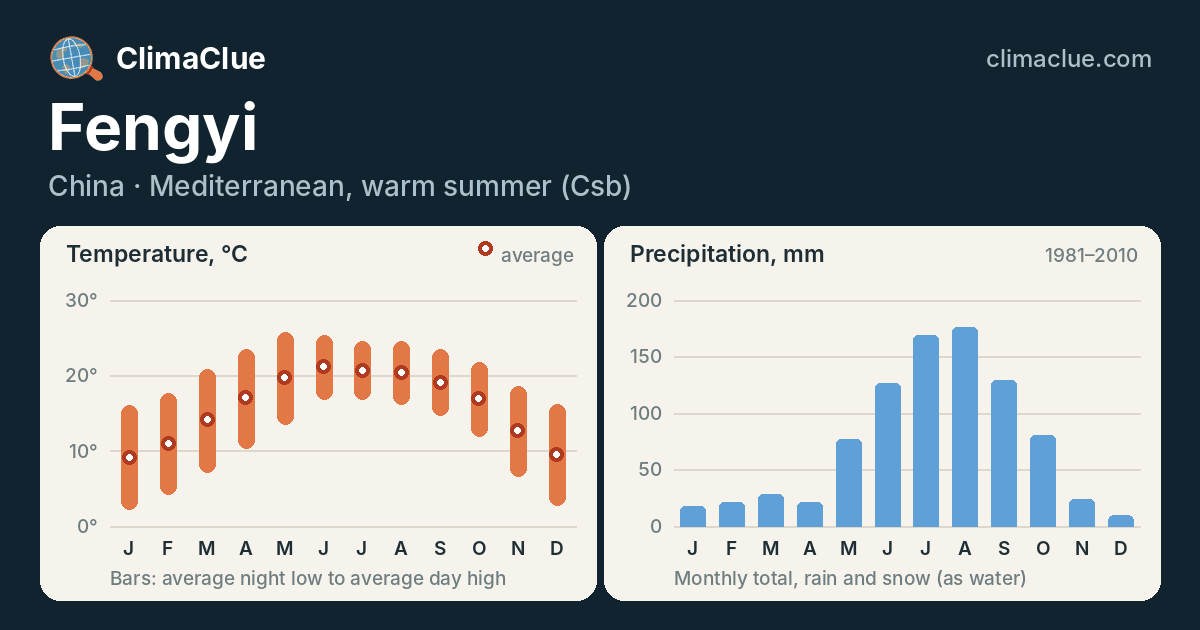 ClimaClue
climaclue.com
Fengyi
China · Mediterranean, warm summer (Csb)
Temperature, °C
average
30°
20°
10°
0°
J F M A M J J A S O N D
Bars: average night low to average day high
Precipitation, mm
1981–2010
200
150
100
50
0
J F M A M J J A S O N D
Monthly total, rain and snow (as water)